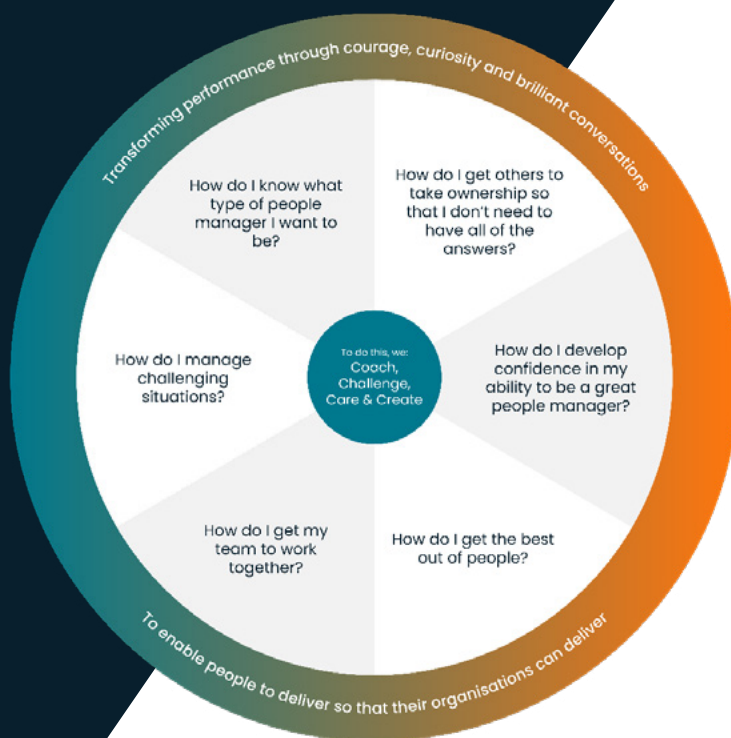 Transforming performance through courage, curiosity and brilliant conversations
How do I know what
type of people
manager I want to
be?
How do I get others to
take ownership so
that I don't need to
have all of the
answers?
How do I manage
challenging
situations?
To do this, we:
Coach,
Challenge,
Care & Create
How do I develop
confidence in my
ability to be a great
people manager?
How do I get my
team to work
together?
How do I get the best
out of people?
To enable people to deliver so that their organisations can deliver